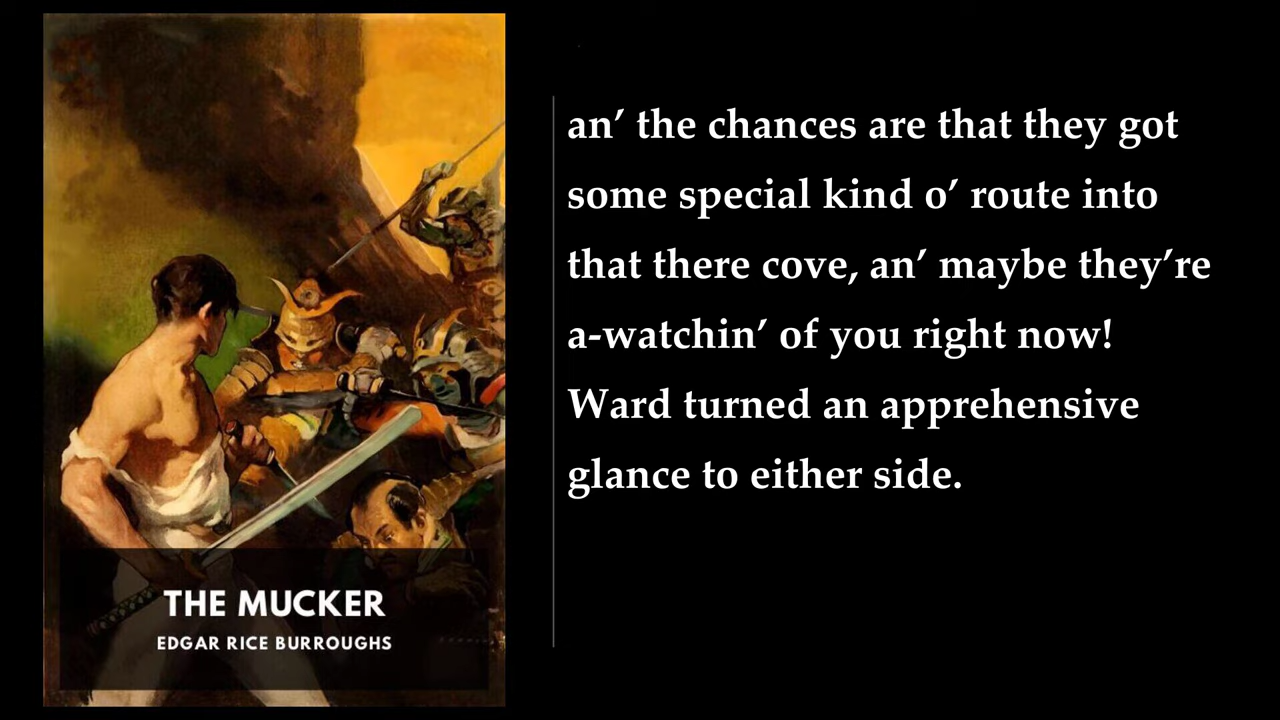 THE MUCKER
EDGAR RICE BURROUGHS
an’ the chances are that they got
some special kind o’ route into
that there cove, an’ maybe they’re
a-watchin’ of you right now!
Ward turned an apprehensive
glance to either side.